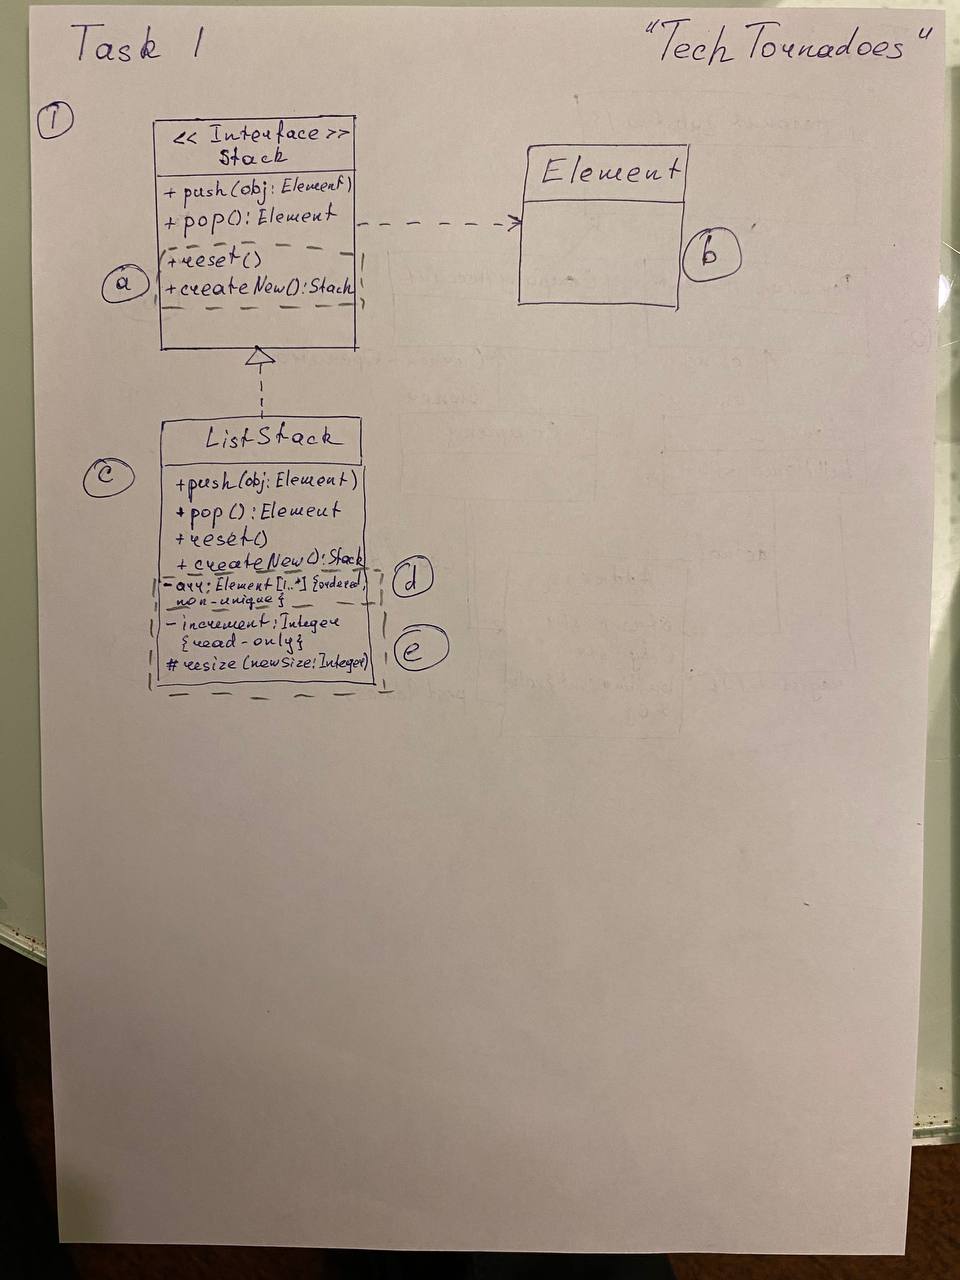 Task 1
"Tech Tornadoes"
1
<< Interface >>
Stack
+ push(obj: Element)
+ pop(): Element
+reset()
+createNew():Stack
a
Element
b
ListStack
c
+push(obj: Element)
+pop(): Element
+reset()
+ createNew():Stack
- arr: Element [1..*] {ordered,
non-unique}
d
- increment: Integer
{read-only}
e
# resize(newSize:Integer)